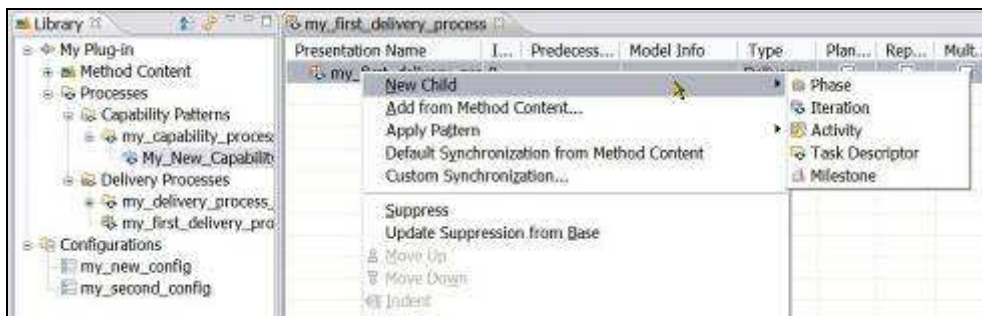 Library
my_first_delivery_process
My Plug-in
Method Content
Processes
Capability Patterns
my_capability_proces
My_New_Capabilit
Delivery Processes
my_delivery_process_
my_first_delivery_pro
Configurations
my_new_config
my_second_config
Presentation Name I... Predecess... Model Info Type Plan... Rep... Mult.
my_
New Child
Add from Method Content...
Apply Pattern
Default Synchronization from Method Content
Custom Synchronization...
Suppress
Update Suppression from Base
Move Up
Move Down
Indent
Phase
Iteration
Activity
Task Descriptor
Milestone